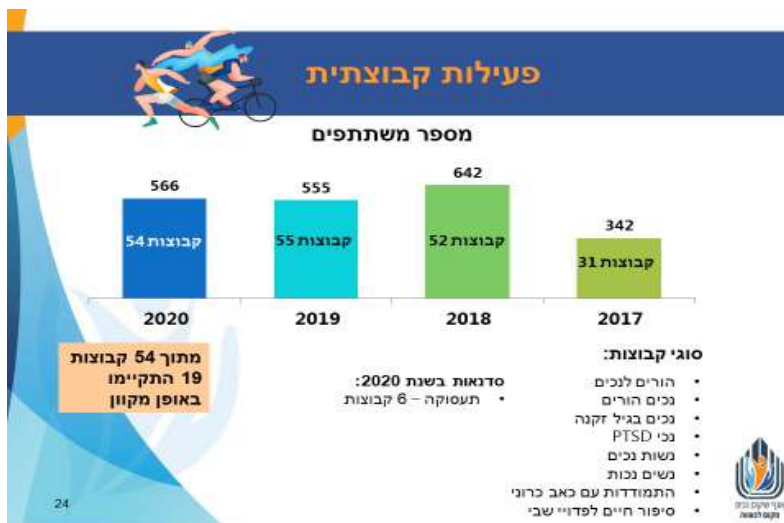 פעילות קבוצתית
מספר משתתפים
342
642
555
566
31 קבוצות
52 קבוצות
55 קבוצות
54 קבוצות
2017
2018
2019
2020
סוגי קבוצות:
• הורים לנכים
• נכים הורים
• נכים בגיל זקנה
• נכי PTSD
• נשות נכים
• נשים נכות
• התמודדות עם כאב כרוני
• סיפור חיים לפדויי שבי
סדנאות בשנת 2020:
• תעסוקה – 6 קבוצות
מתוך 54 קבוצות
19 התקיימו
באופן מקוון
אגף שיקום נכים
24